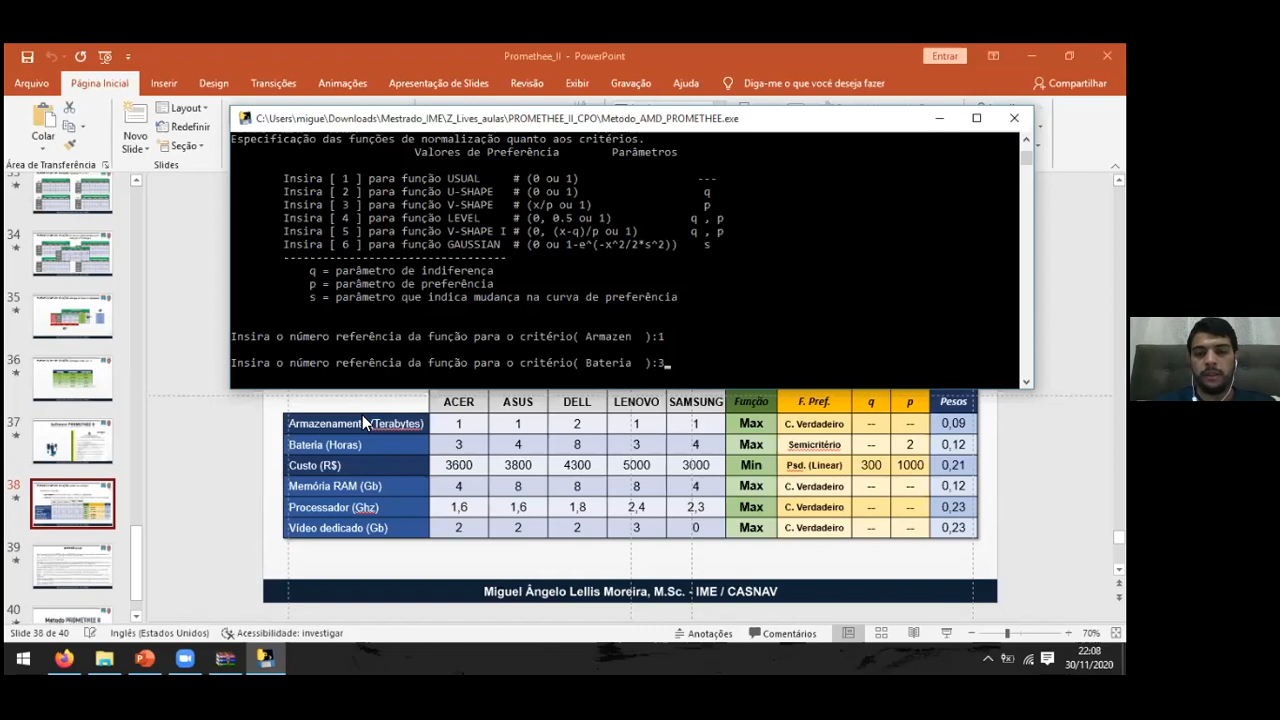 Promethee_II - PowerPoint
Entrar
Arquivo
Página Inicial
Inserir
Design
Transições
Animações
Apresentação de Slides
Revisão
Exibir
Gravação
Ajuda
Diga-me o que você deseja fazer
Compartilhar
Colar
Área de Transferência
Novo
Slide
Layout
Redefinir
Seção
Slides
C:\Users\migue\Downloads\Mestrado_IME\Z_Lives_aulas\PROMETHEE_II_CPO\Metodo_AMD_PROMETHEE.exe
Especificação das funções de normalização quanto aos critérios.
Valores de Preferência Parâmetros
Insira [ 1 ] para função USUAL # (0 ou 1) ---
Insira [ 2 ] para função U-SHAPE # (0 ou 1) q
Insira [ 3 ] para função V-SHAPE # (x/p ou 1) p
Insira [ 4 ] para função LEVEL # (0, 0.5 ou 1) q , p
Insira [ 5 ] para função V-SHAPE I # (0, (x-q)/p ou 1) q , p
Insira [ 6 ] para função GAUSSIAN # (0 ou 1-e^(-x^2/2*s^2)) s
----------------------------------
q = parâmetro de indiferença
p = parâmetro de preferência
s = parâmetro que indica mudança na curva de preferência
Insira o número referência da função para o critério( Armazen ):1
Insira o número referência da função para o critério( Bateria ):3_
ACER ASUS DELL LENOVO SAMSUNG Função F. Pref. q p Pesos
Armazenament (Terabytes) 1 1 2 1 1 Max C. Verdadeiro -- -- 0,09
Bateria (Horas) 3 4 8 3 4 Max Semicritério -- 2 0,12
Custo (R$) 3600 3800 4300 5000 3000 Min Psd. (Linear) 300 1000 0,21
Memória RAM (Gb) 4 8 8 8 4 Max C. Verdadeiro -- -- 0,12
Processador (Ghz) 1,6 1,6 1,8 2,4 2,3 Max C. Verdadeiro -- -- 0,23
Vídeo dedicado (Gb) 2 2 2 3 0 Max C. Verdadeiro -- -- 0,23
Miguel Ângelo Lellis Moreira, M.Sc. - IME / CASNAV
34
35
36
37
38
39
40
Slide 38 de 40
Inglês (Estados Unidos)
Acessibilidade: investigar
Anotações
Comentários
70%
22:08
30/11/2020